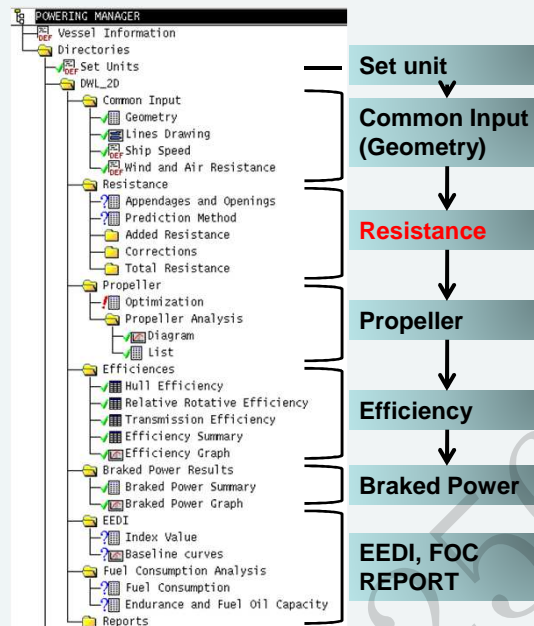 POWERING MANAGER
DEF Vessel Information
Directories
DEF Set Units
DWL_2D
Common Input
Geometry
Lines Drawing
DEF Ship Speed
DEF Wind and Air Resistance
Resistance
?Appendages and Openings
?Prediction Method
Added Resistance
Corrections
Total Resistance
Propeller
!Optimization
Propeller Analysis
Diagram
List
Efficiences
Hull Efficiency
Relative Rotative Efficiency
Transmission Efficiency
Efficiency Summary
Efficiency Graph
Braked Power Results
Braked Power Summary
Braked Power Graph
EEDI
?Index Value
?Baseline curves
Fuel Consumption Analysis
?Fuel Consumption
?Endurance and Fuel Oil Capacity
Reports
Set unit
Common Input
(Geometry)
Resistance
Propeller
Efficiency
Braked Power
EEDI, FOC
REPORT